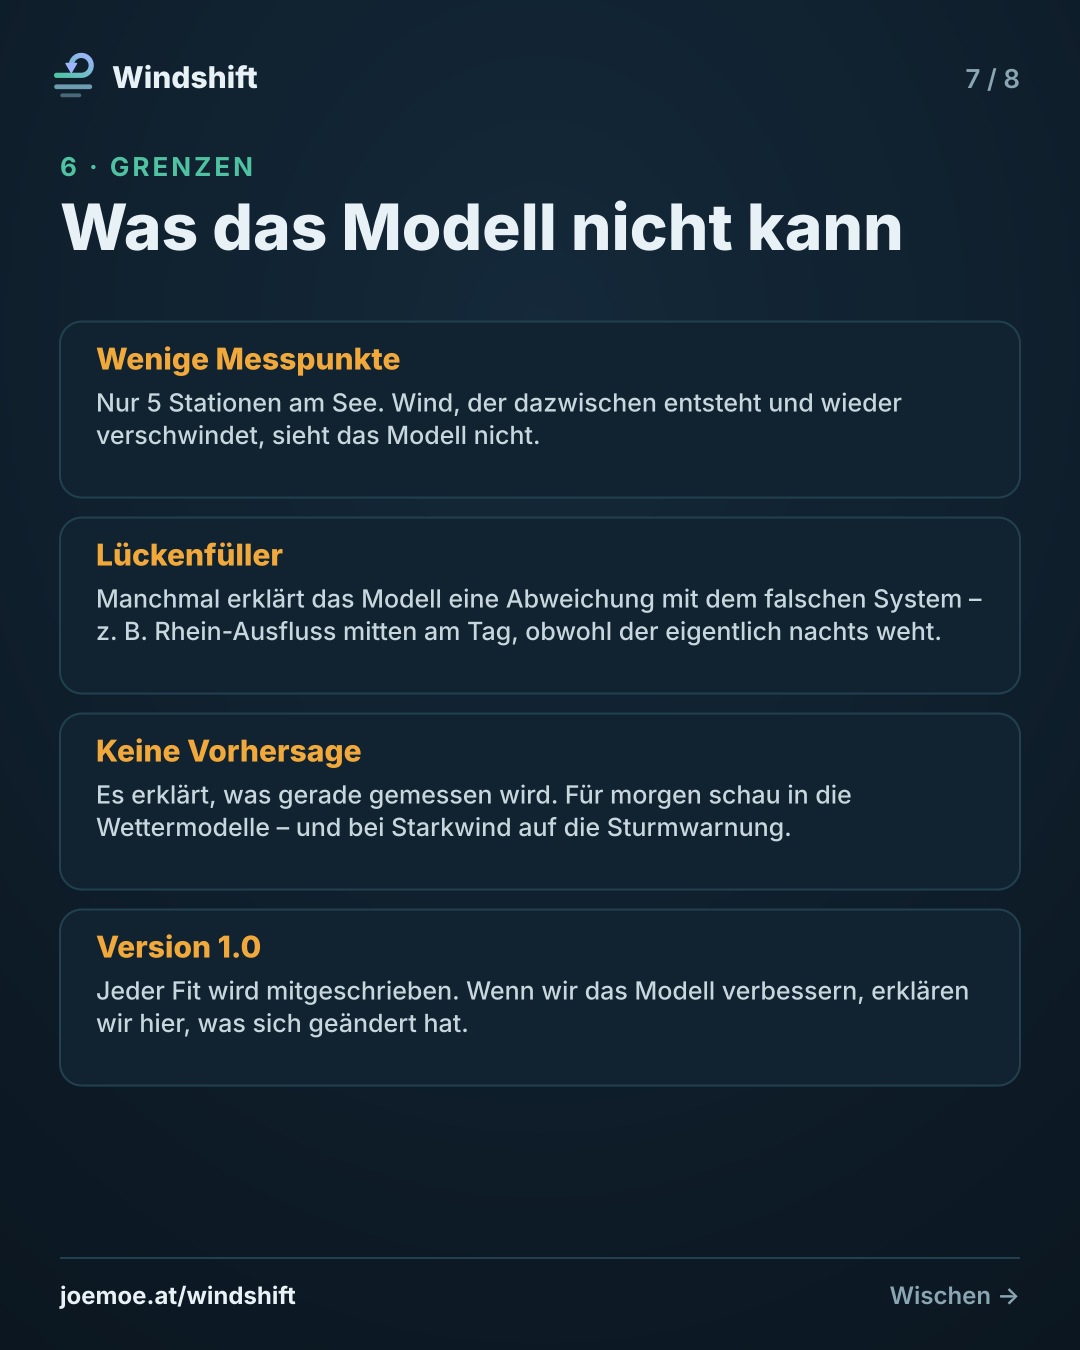 Windshift
7 / 8
6 · GRENZEN
Was das Modell nicht kann
Wenige Messpunkte
Nur 5 Stationen am See. Wind, der dazwischen entsteht und wieder
verschwindet, sieht das Modell nicht.
Lückenfüller
Manchmal erklärt das Modell eine Abweichung mit dem falschen System –
z. B. Rhein-Ausfluss mitten am Tag, obwohl der eigentlich nachts weht.
Keine Vorhersage
Es erklärt, was gerade gemessen wird. Für morgen schau in die
Wettermodelle – und bei Starkwind auf die Sturmwarnung.
Version 1.0
Jeder Fit wird mitgeschrieben. Wenn wir das Modell verbessern, erklären
wir hier, was sich geändert hat.
joemoe.at/windshift
Wischen →